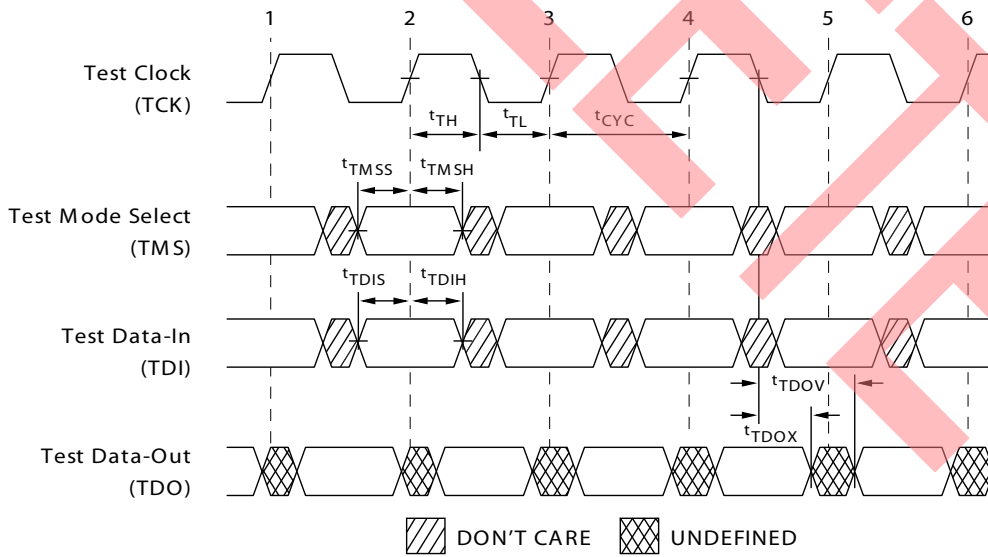 1 2 3 4 5 6
Test Clock
(TCK)
tTH tTL tCYC
tTMSS tTMSH
Test Mode Select
(TMS)
tTDIS tTDIH
Test Data-In
(TDI)
tTDOV
tTDOX
Test Data-Out
(TDO)
DON'T CARE UNDEFINED